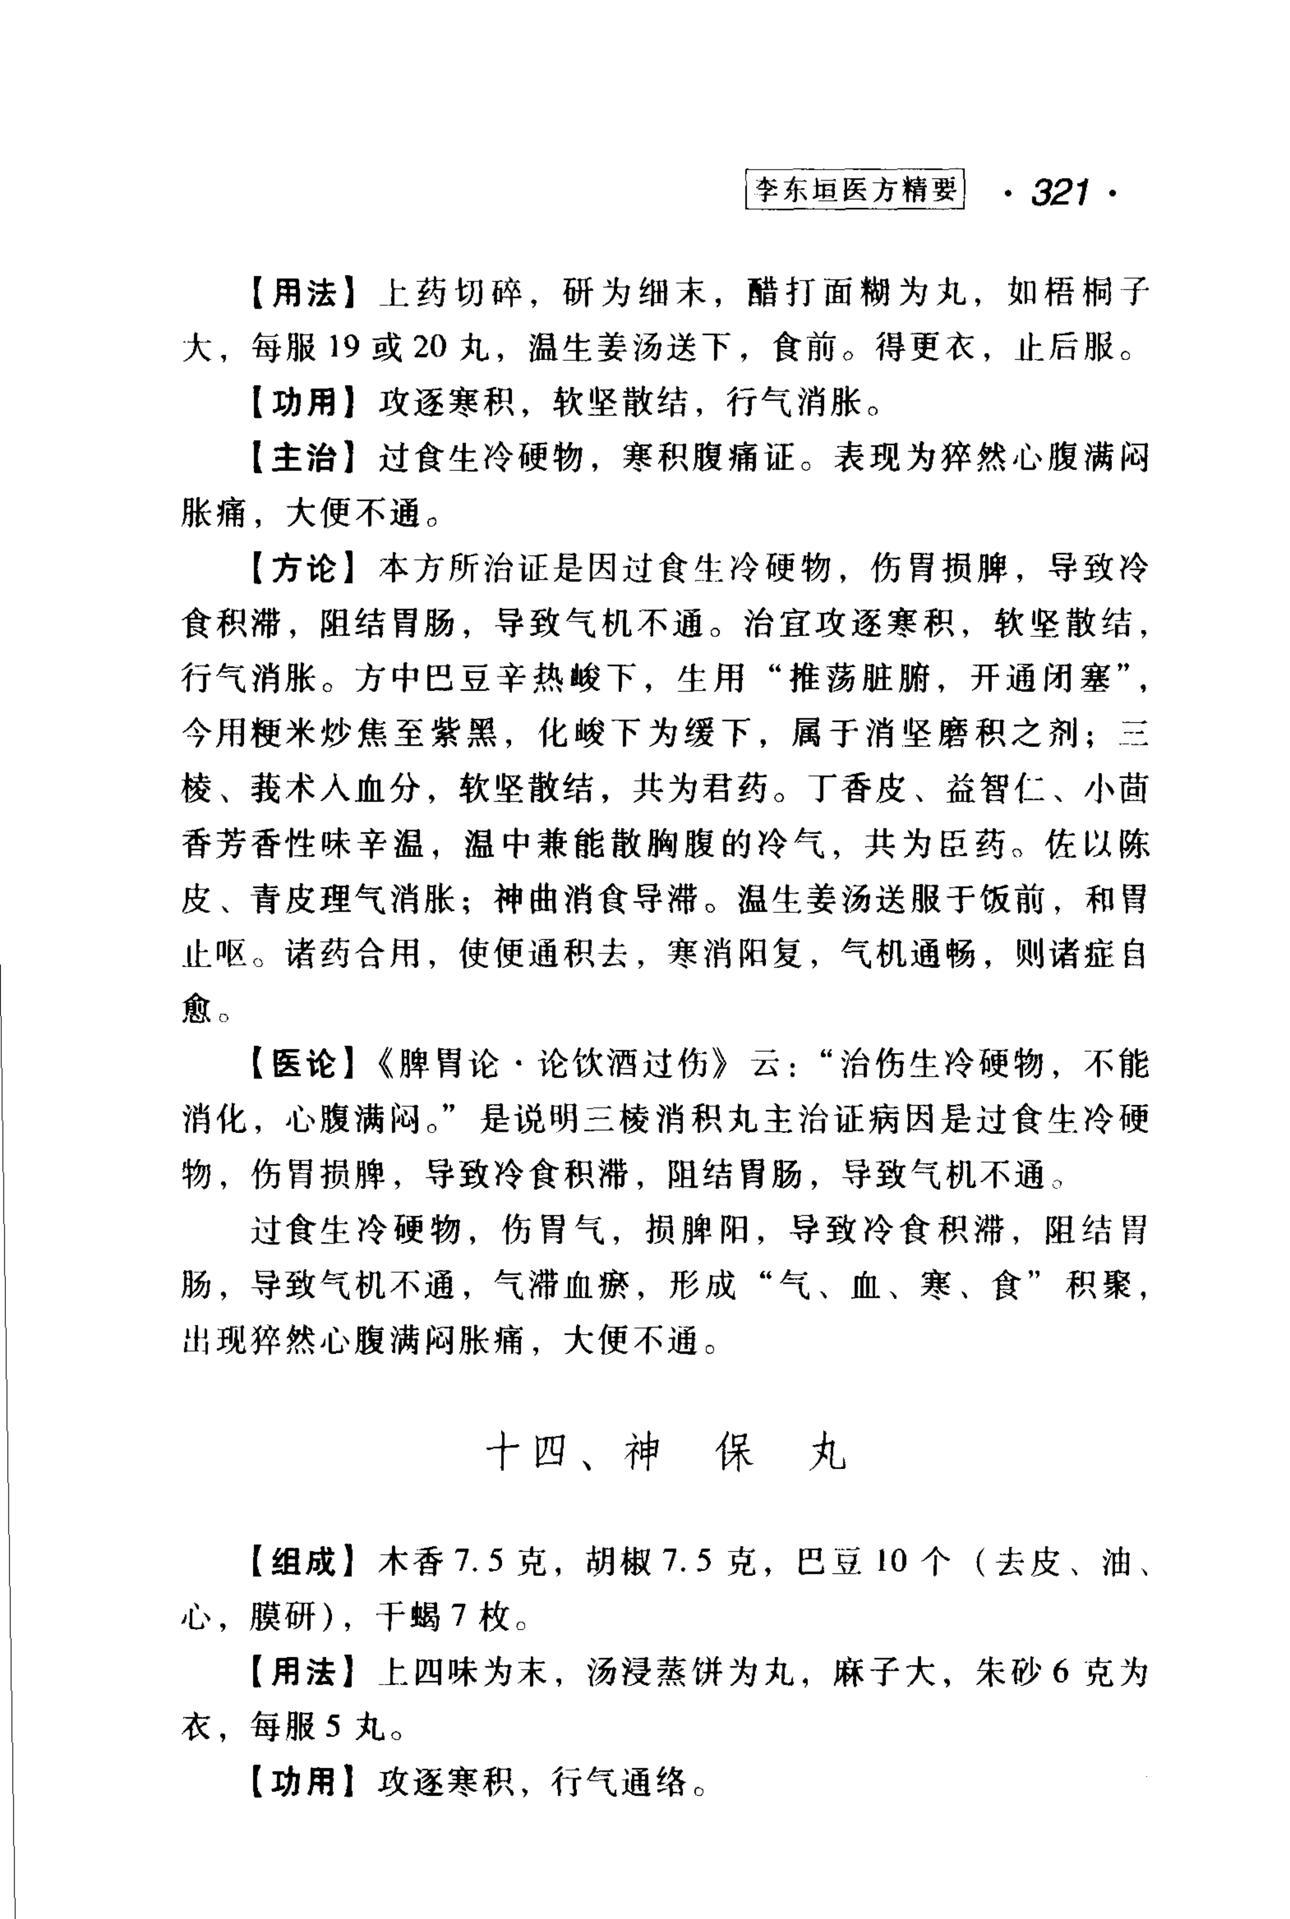 李东垣医方精要 · 321 ·
【用法】上药切碎，研为细末，醋打面糊为丸，如梧桐子
大，每服19或20丸，温生姜汤送下，食前。得更衣，止后服。
【功用】攻逐寒积，软坚散结，行气消胀。
【主治】过食生冷硬物，寒积腹痛证。表现为猝然心腹满闷
胀痛，大便不通。
【方论】本方所治证是因过食生冷硬物，伤胃损脾，导致冷
食积滞，阻结胃肠，导致气机不通。治宜攻逐寒积，软坚散结，
行气消胀。方中巴豆辛热峻下，生用“推荡脏腑，开通闭塞”，
今用粳米炒焦至紫黑，化峻下为缓下，属于消坚磨积之剂；三
棱、莪术入血分，软坚散结，共为君药。丁香皮、益智仁、小茴
香芳香性味辛温，温中兼能散胸腹的冷气，共为臣药。佐以陈
皮、青皮理气消胀；神曲消食导滞。温生姜汤送服于饭前，和胃
止呕。诸药合用，使便通积去，寒消阳复，气机通畅，则诸症自
愈。
【医论】《脾胃论·论饮酒过伤》云：“治伤生冷硬物，不能
消化，心腹满闷。”是说明三棱消积丸主治证病因是过食生冷硬
物，伤胃损脾，导致冷食积滞，阻结胃肠，导致气机不通。
过食生冷硬物，伤胃气，损脾阳，导致冷食积滞，阻结胃
肠，导致气机不通，气滞血瘀，形成“气、血、寒、食”积聚，
出现猝然心腹满闷胀痛，大便不通。
十四、神 保 丸
【组成】木香7.5克，胡椒7.5克，巴豆10个（去皮、油、
心，膜研），干蝎7枚。
【用法】上四味为末，汤浸蒸饼为丸，麻子大，朱砂6克为
衣，每服5丸。
【功用】攻逐寒积，行气通络。